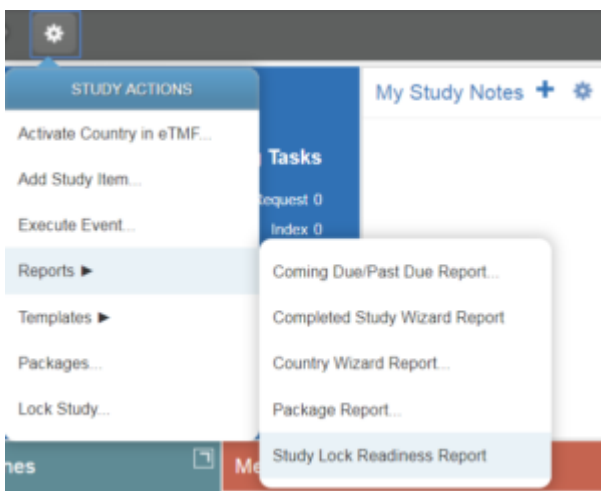 STUDY ACTIONS
My Study Notes +
Activate Country in eTMF...
Tasks
Add Study Item...
Request 0
Execute Event...
Index 0
Reports ►
Coming Due/Past Due Report...
Templates ►
Completed Study Wizard Report
Packages...
Country Wizard Report...
Lock Study...
Package Report...
Study Lock Readiness Report